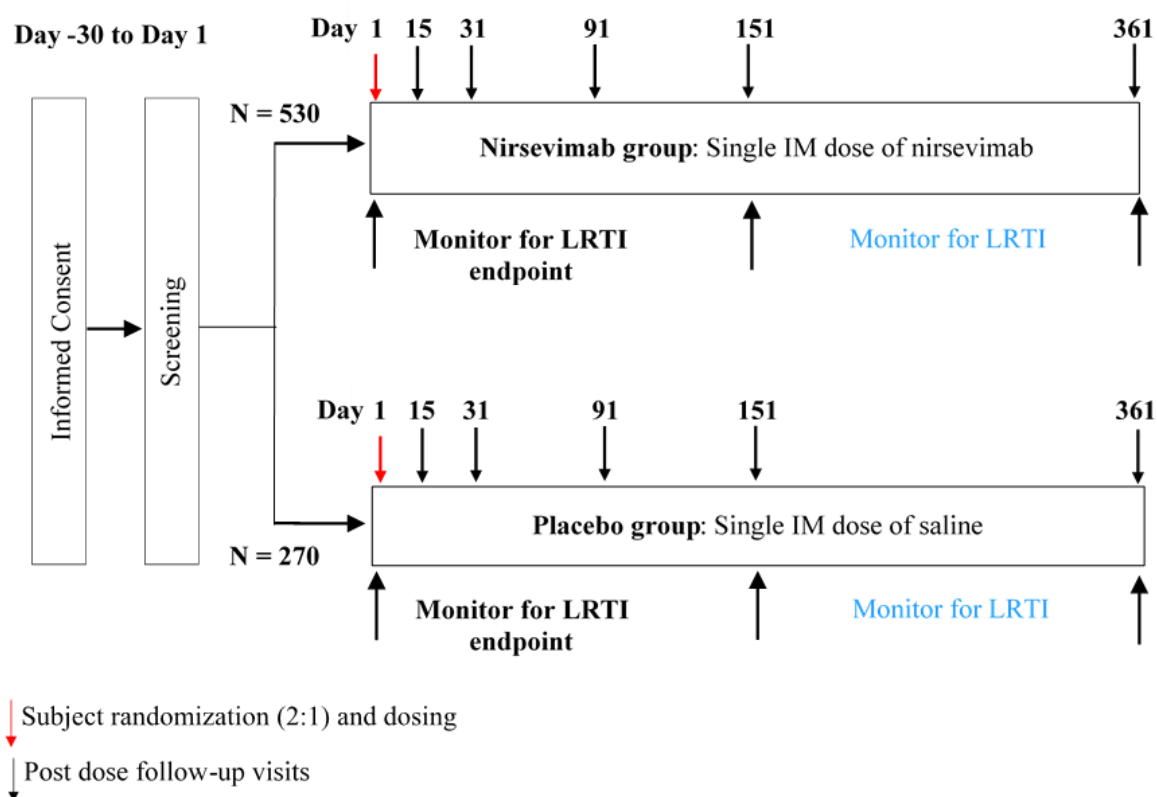 Day -30 to Day 1
Day 1 15 31 91 151 361
N = 530
Nirsevimab group: Single IM dose of nirsevimab
Monitor for LRTI
endpoint
Monitor for LRTI
Informed Consent
Screening
Day 1 15 31 91 151 361
Placebo group: Single IM dose of saline
N = 270
Monitor for LRTI
endpoint
Monitor for LRTI
Subject randomization (2:1) and dosing
Post dose follow-up visits